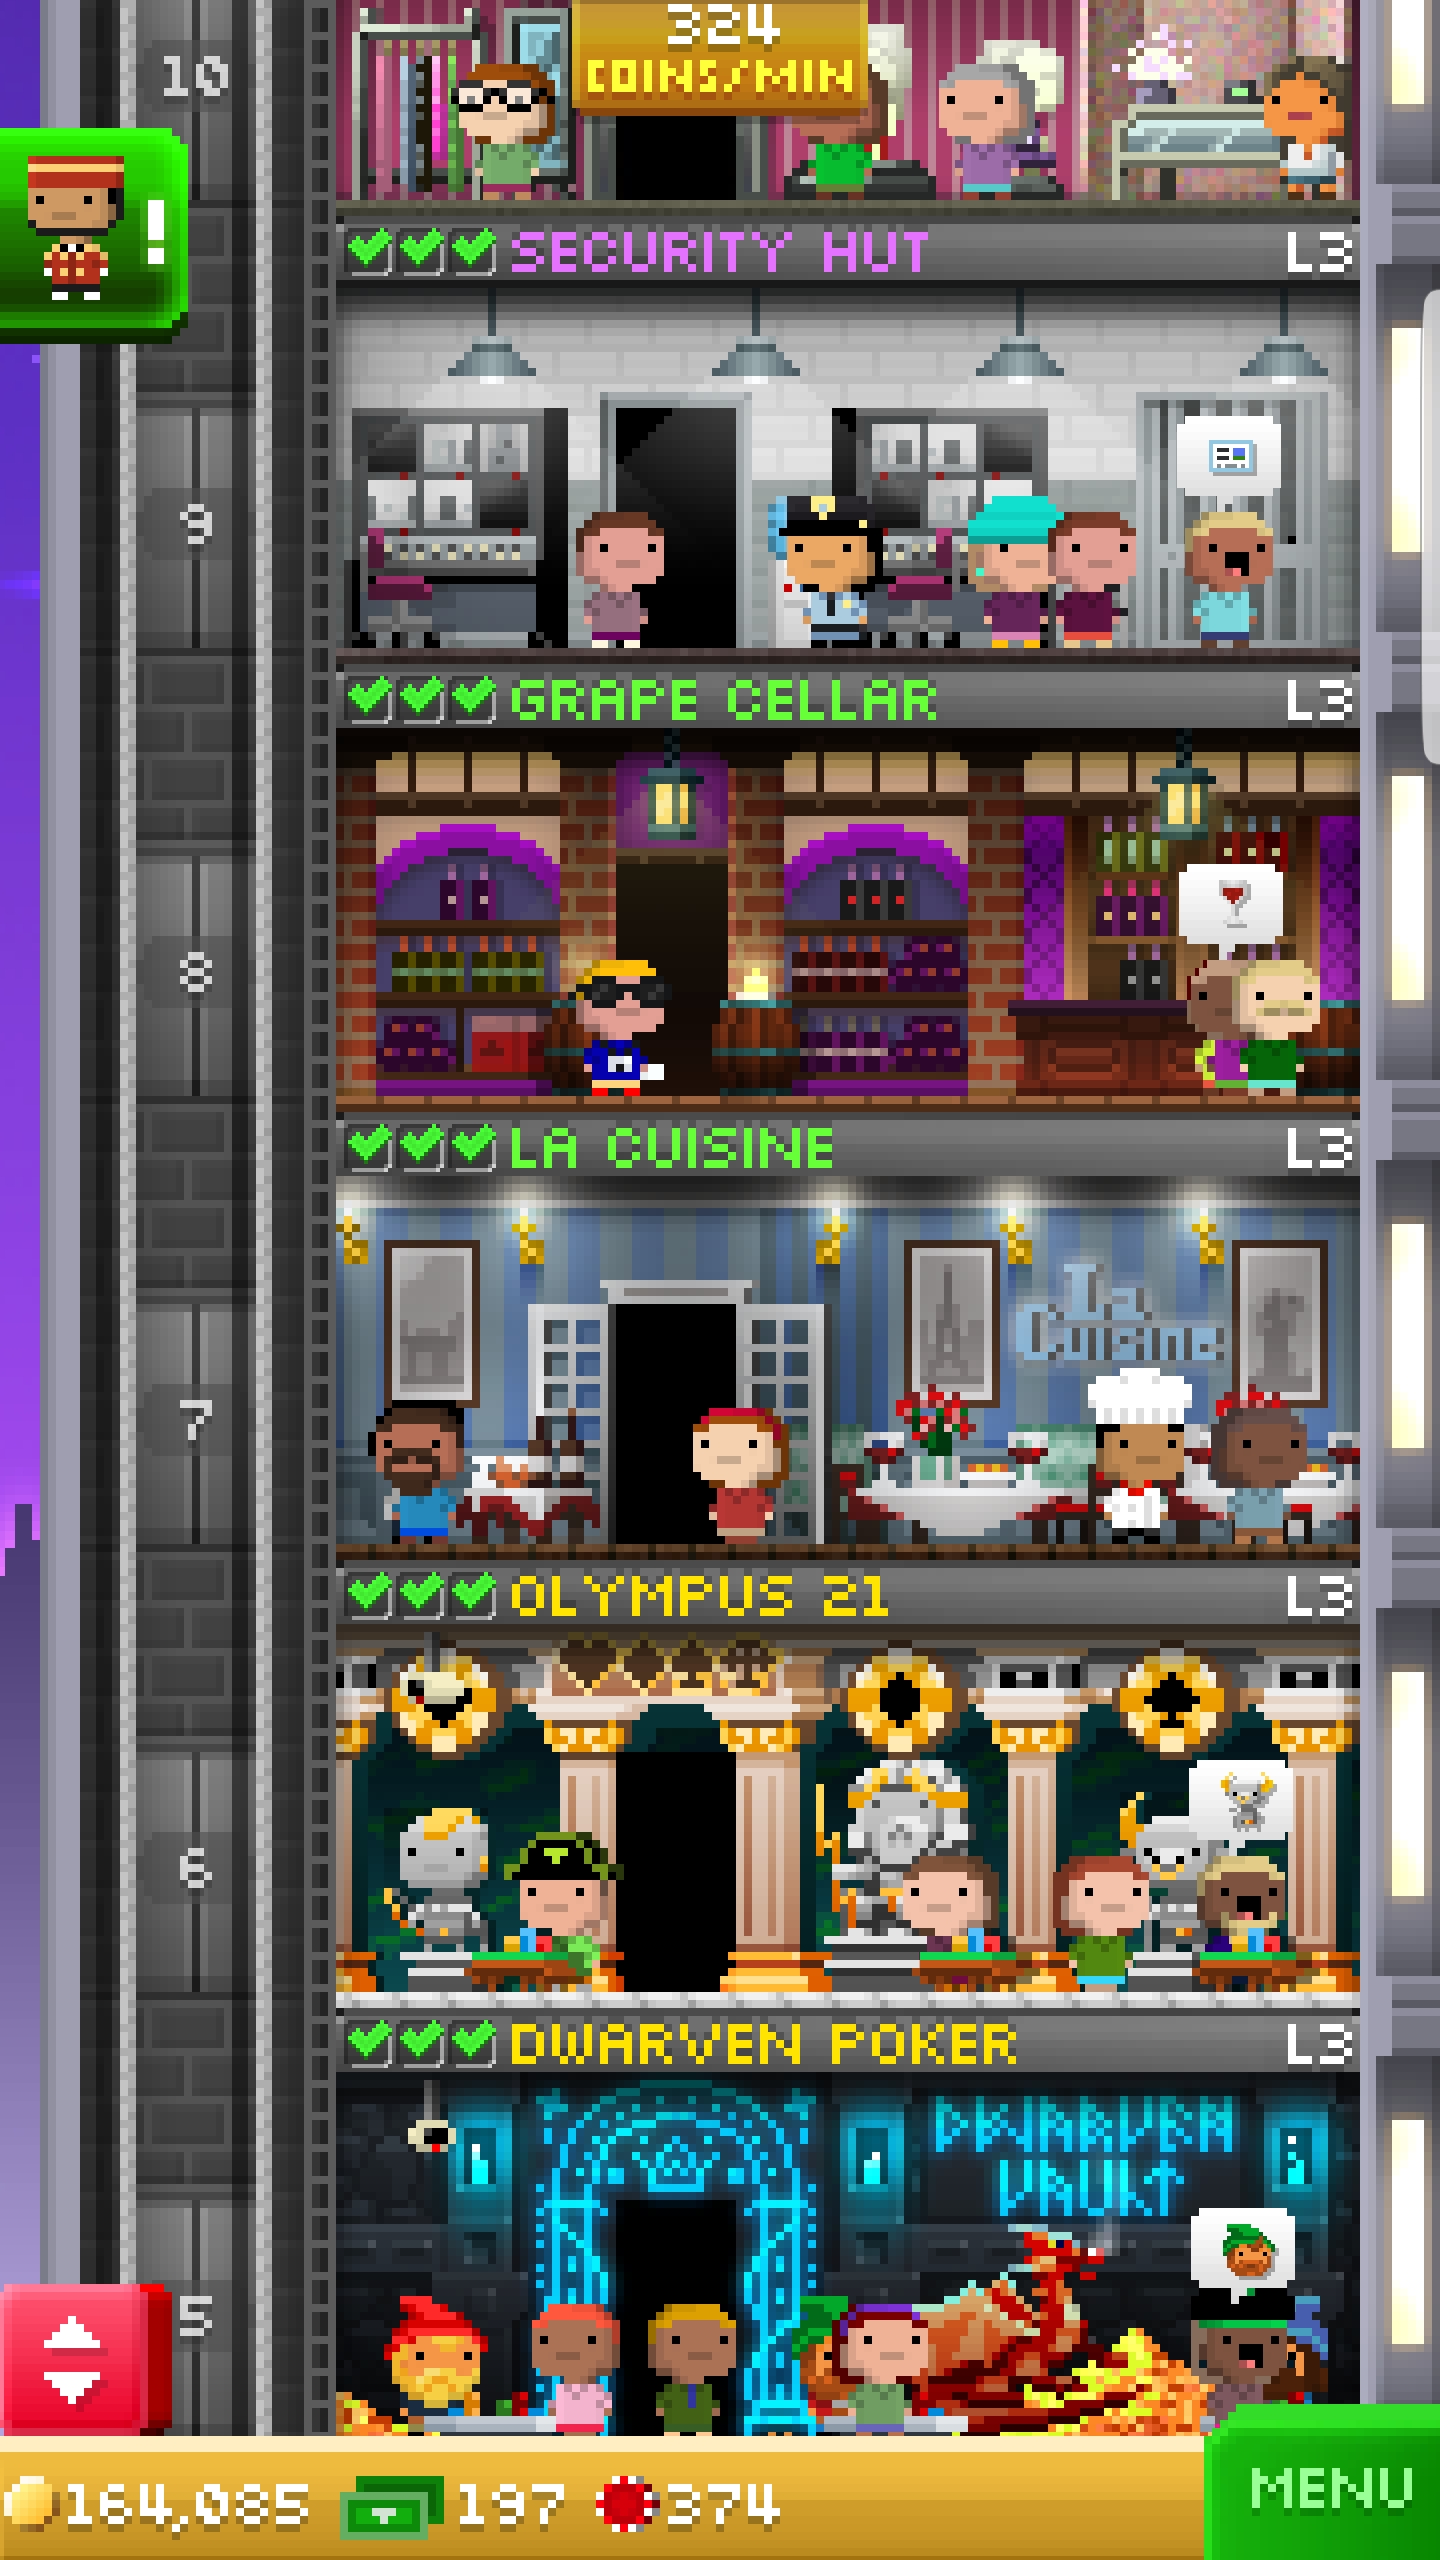 324
COINS/MIN
10
!
SECURITY HUT L3
9
GRAPE CELLAR L3
8
LA CUISINE L3
La
Cuisine
7
OLYMPUS 21 L3
6
DWARVEN POKER L3
DWARVEN
VAULT
5
164,085 197 374
MENU